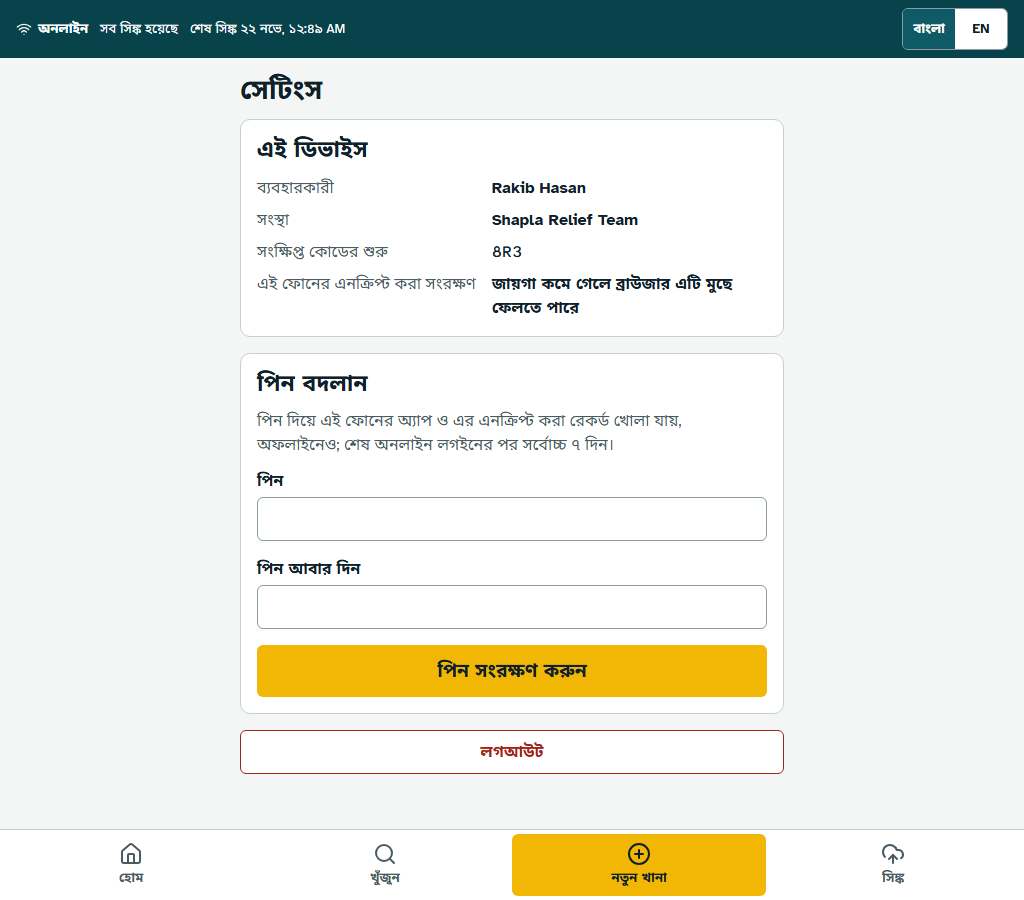 অনলাইন সব সিঙ্ক হয়েছে শেষ সিঙ্ক ২২ নভে, ১২:৪৯ AM
বাংলা EN
সেটিংস
এই ডিভাইস
ব্যবহারকারী Rakib Hasan
সংস্থা Shapla Relief Team
সংক্ষিপ্ত কোডের শুরু 8R3
এই ফোনের এনক্রিপ্ট করা সংরক্ষণ জায়গা কমে গেলে ব্রাউজার এটি মুছে
ফেলতে পারে
পিন বদলান
পিন দিয়ে এই ফোনের অ্যাপ ও এর এনক্রিপ্ট করা রেকর্ড খোলা যায়,
অফলাইনেও; শেষ অনলাইন লগইনের পর সর্বোচ্চ ৭ দিন।
পিন
পিন আবার দিন
পিন সংরক্ষণ করুন
লগআউট
হোম খুঁজুন নতুন খানা সিঙ্ক